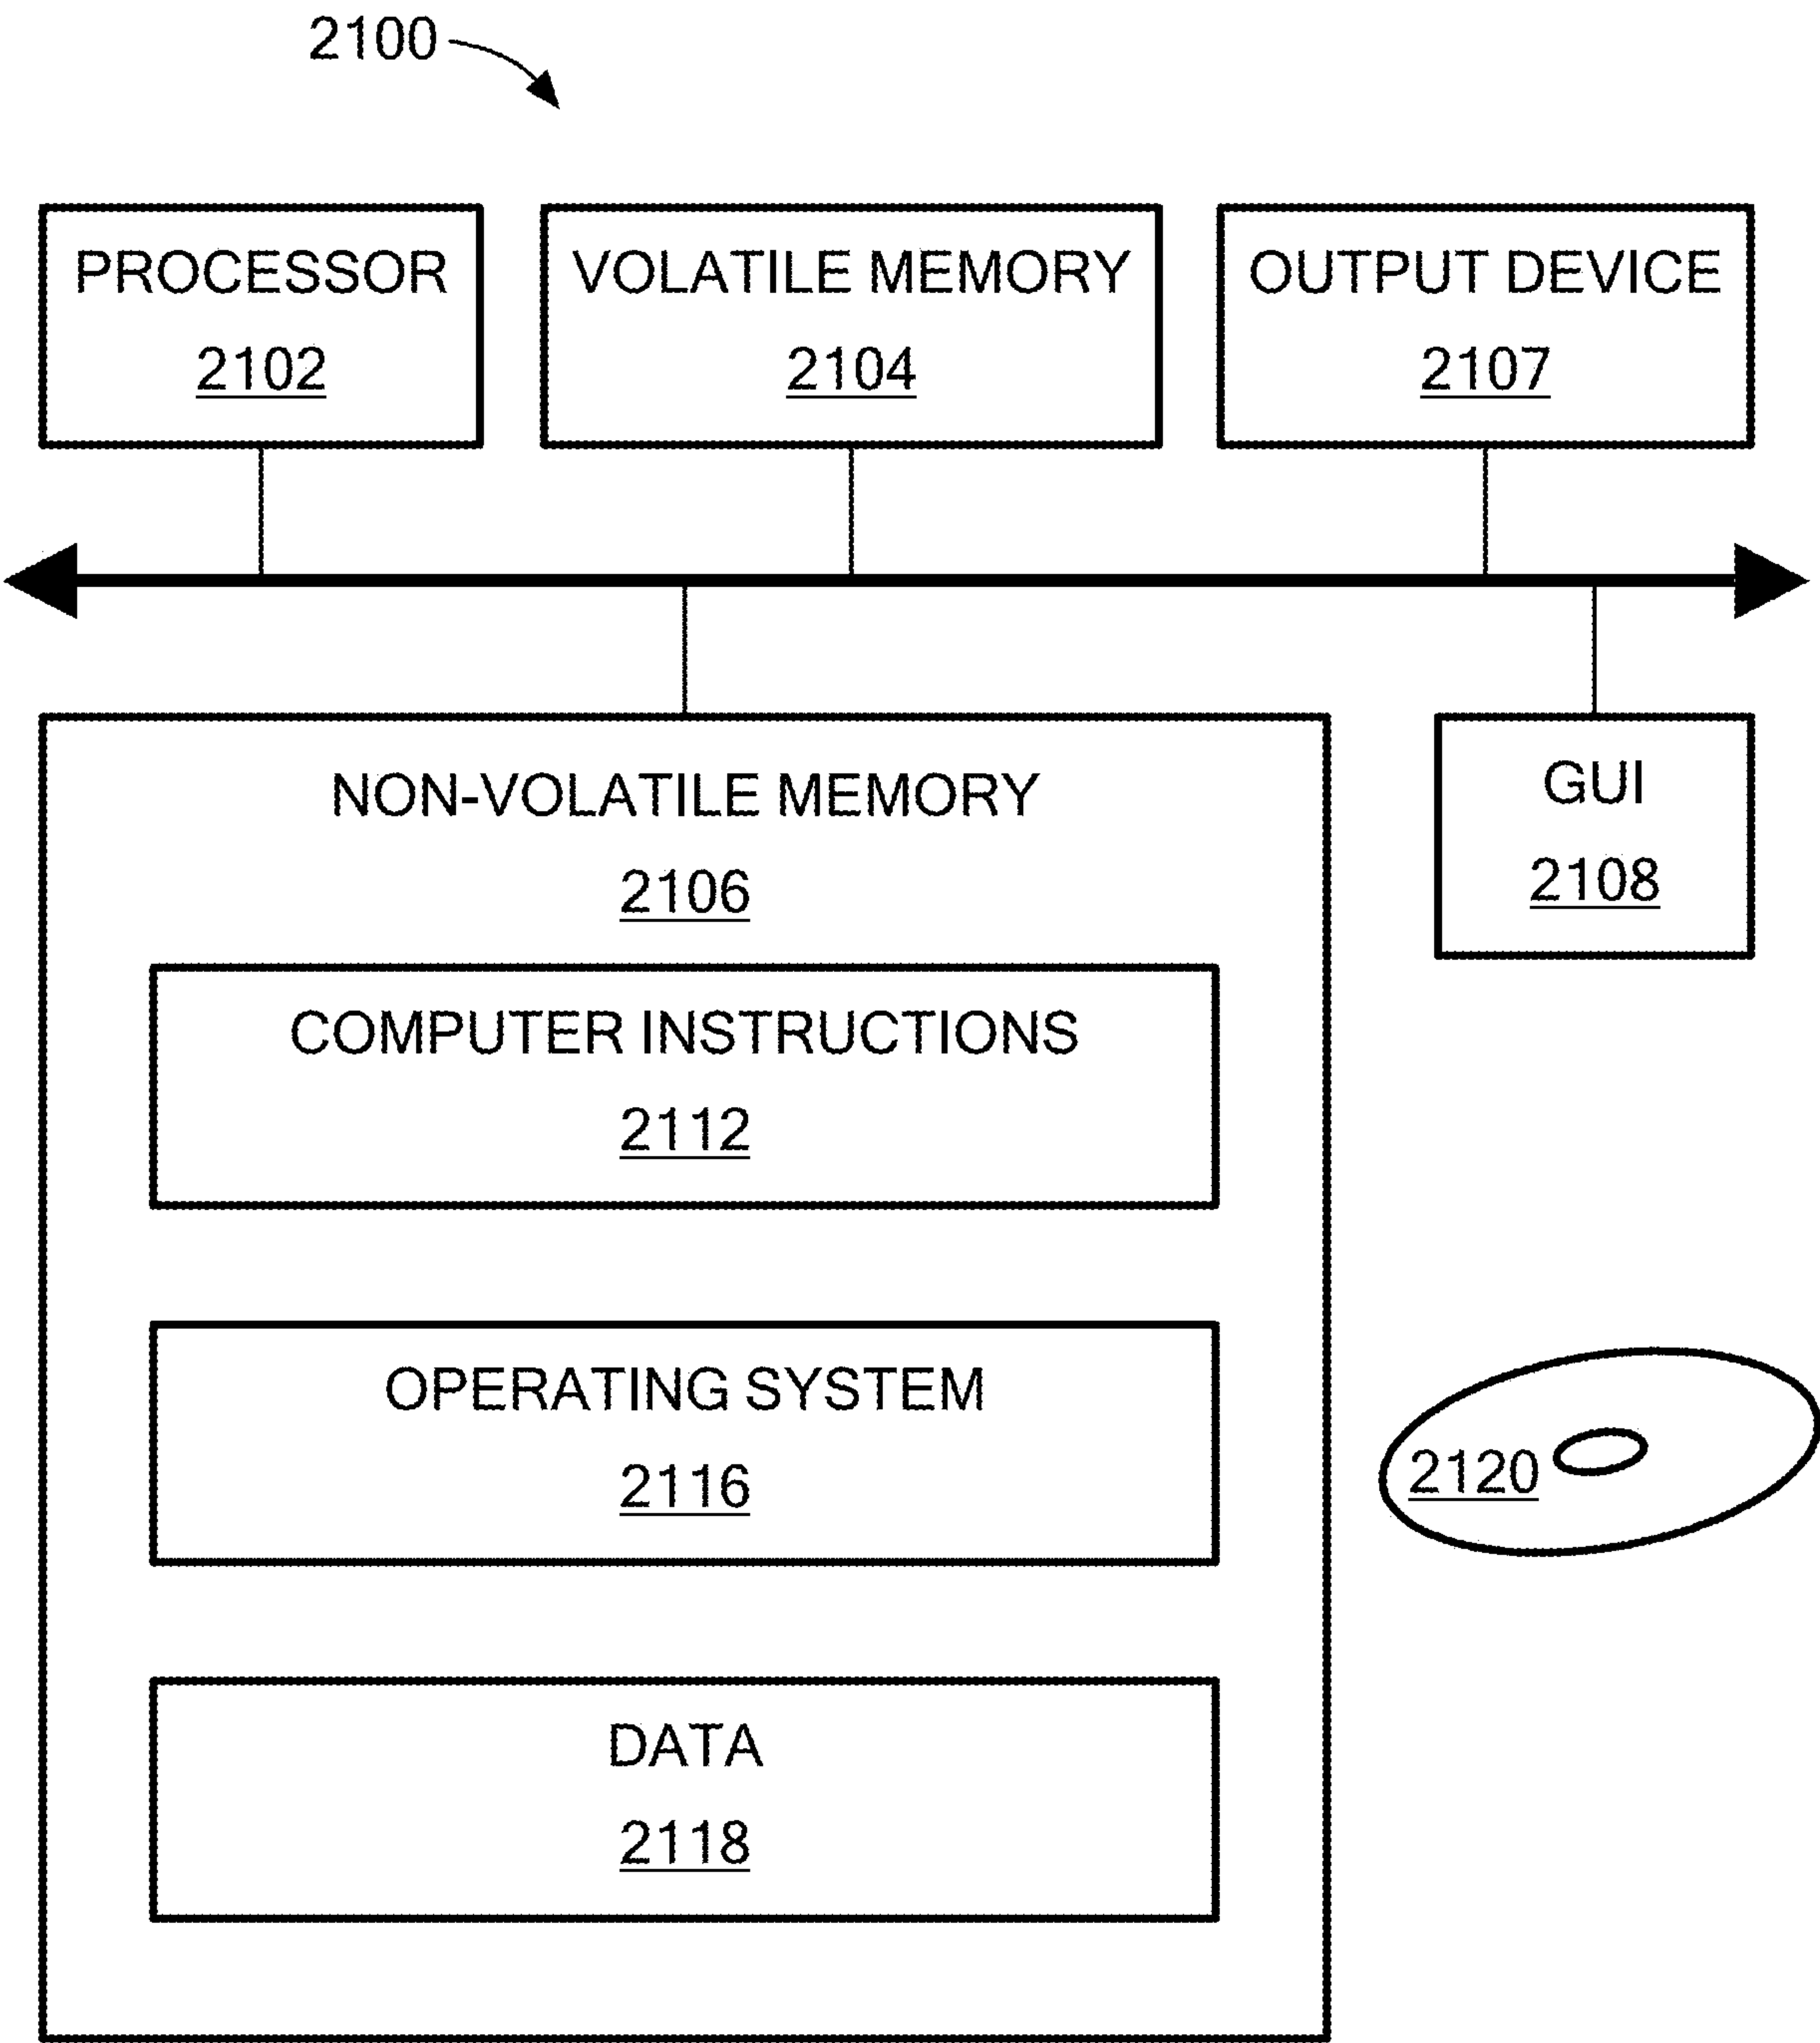 2100
PROCESSOR
2102
VOLATILE MEMORY
2104
OUTPUT DEVICE
2107
NON-VOLATILE MEMORY
2106
GUI
2108
COMPUTER INSTRUCTIONS
2112
OPERATING SYSTEM
2116
2120
DATA
2118